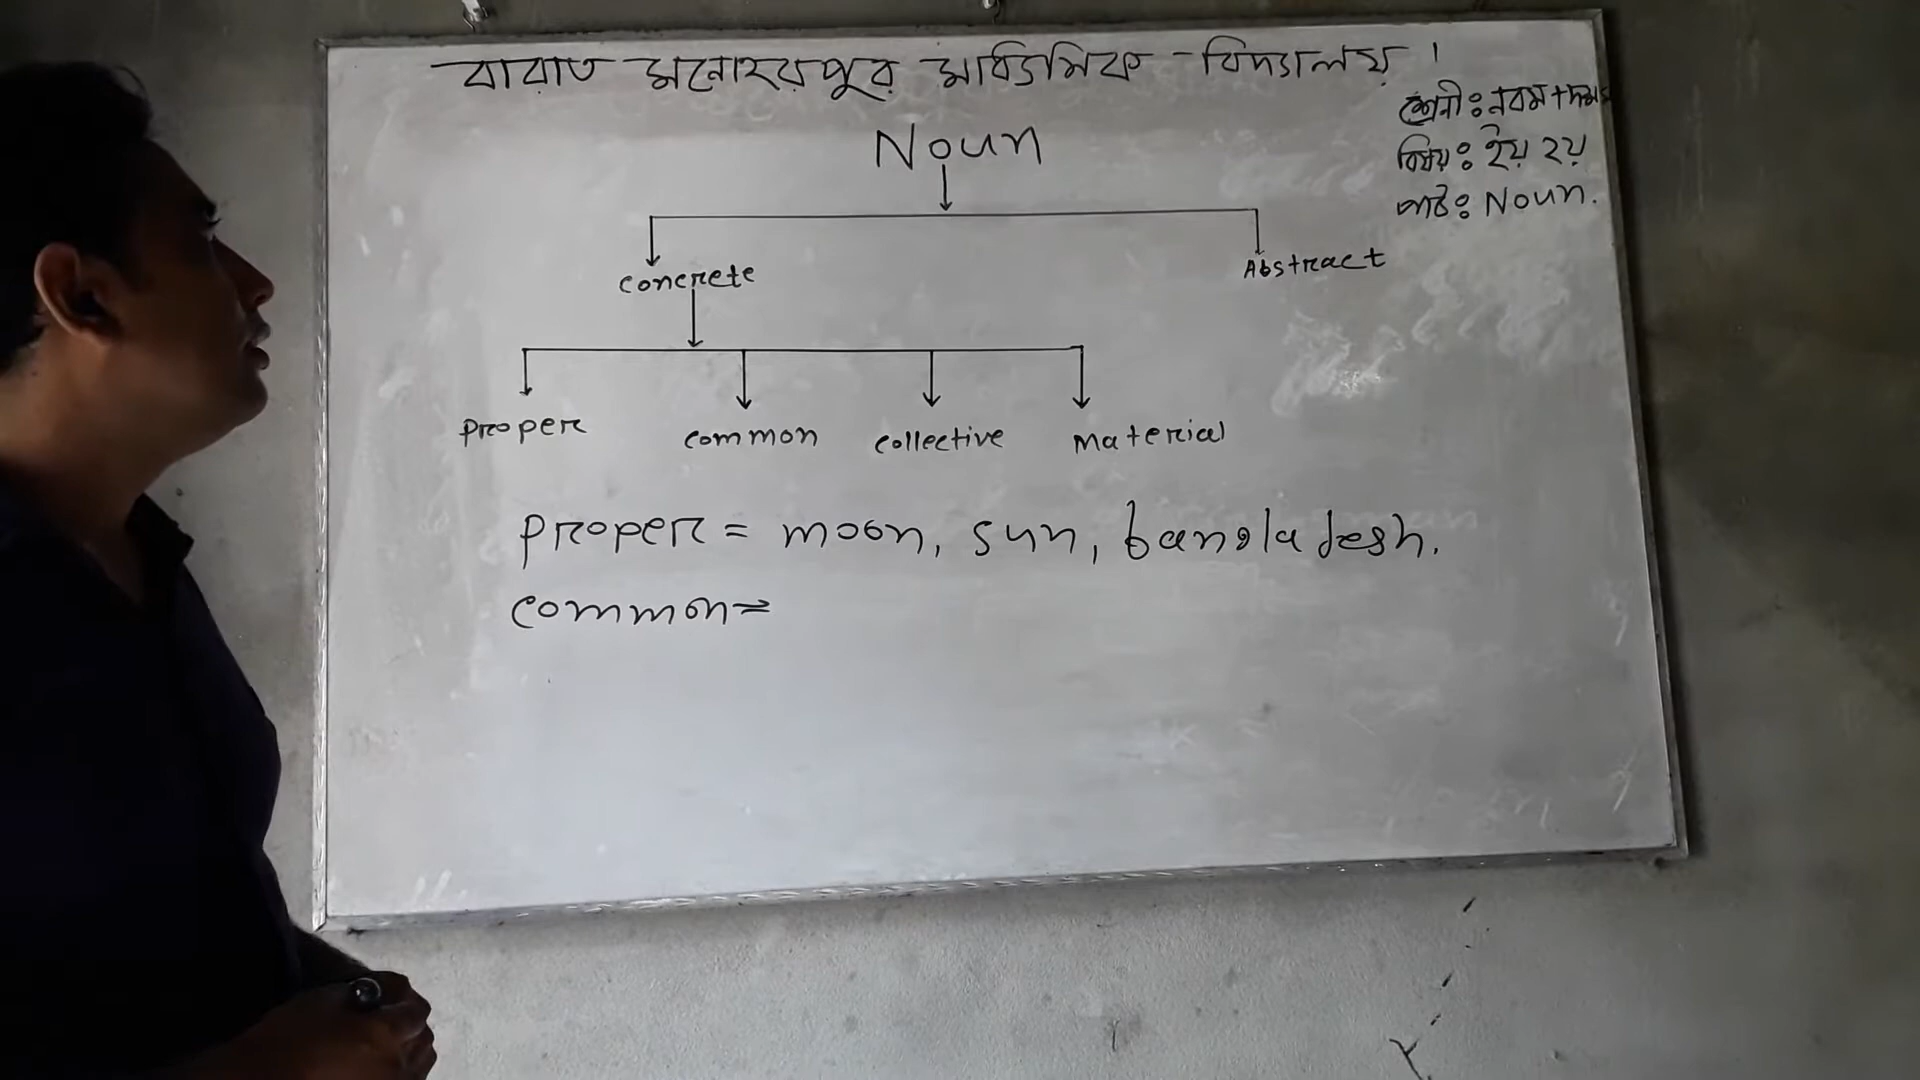 বারাত মনোহরপুর মাধ্যমিক-বিদ্যালয়।
শ্রেনী: নবম+দশম
বিষয়: ইং ২য়
পাঠ: Noun.
Noun
concrete
Abstract
proper common collective material
proper = moon, sun, bangladesh.
common=